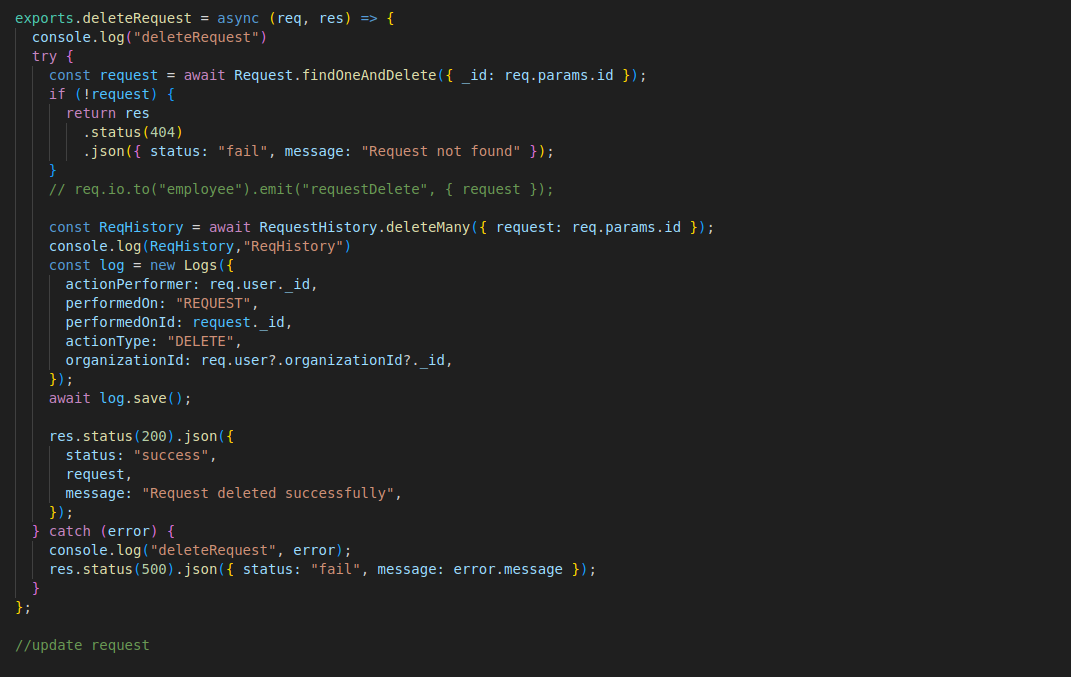 exports.deleteRequest = async (req, res) => {
  console.log("deleteRequest")
  try {
    const request = await Request.findOneAndDelete({ _id: req.params.id });
    if (!request) {
      return res
        .status(404)
        .json({ status: "fail", message: "Request not found" });
    }
    // req.io.to("employee").emit("requestDelete", { request });

    const ReqHistory = await RequestHistory.deleteMany({ request: req.params.id });
    console.log(ReqHistory,"ReqHistory")
    const log = new Logs({
      actionPerformer: req.user._id,
      performedOn: "REQUEST",
      performedOnId: request._id,
      actionType: "DELETE",
      organizationId: req.user?.organizationId?._id,
    });
    await log.save();

    res.status(200).json({
      status: "success",
      request,
      message: "Request deleted successfully",
    });
  } catch (error) {
    console.log("deleteRequest", error);
    res.status(500).json({ status: "fail", message: error.message });
  }
};

//update request